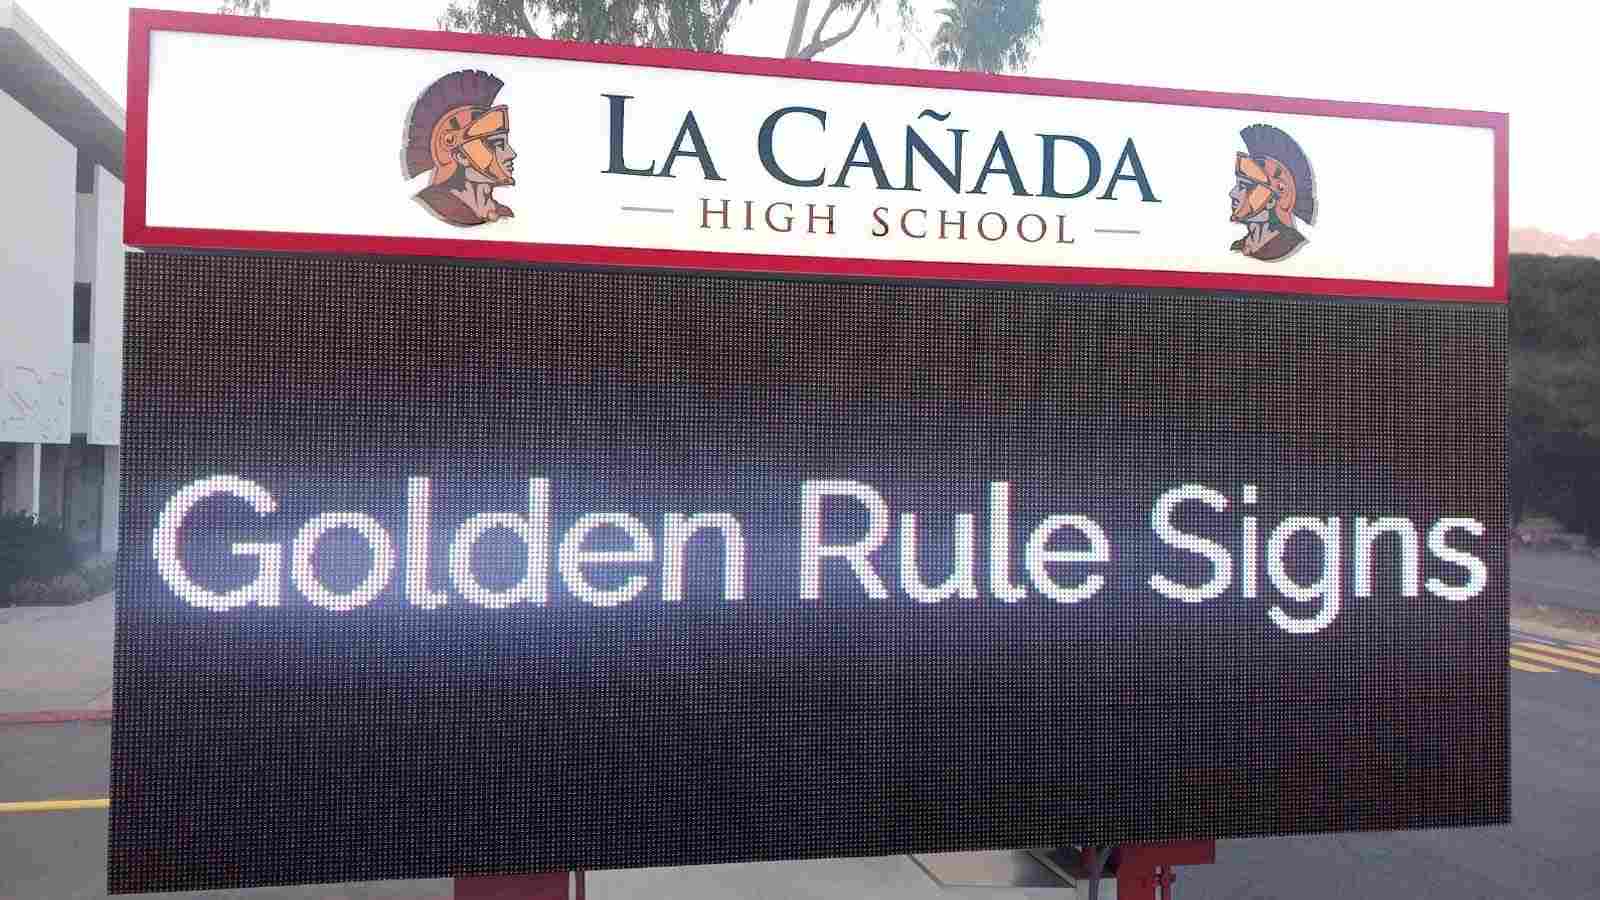 LA CAÑADA
HIGH SCHOOL
Golden Rule Signs